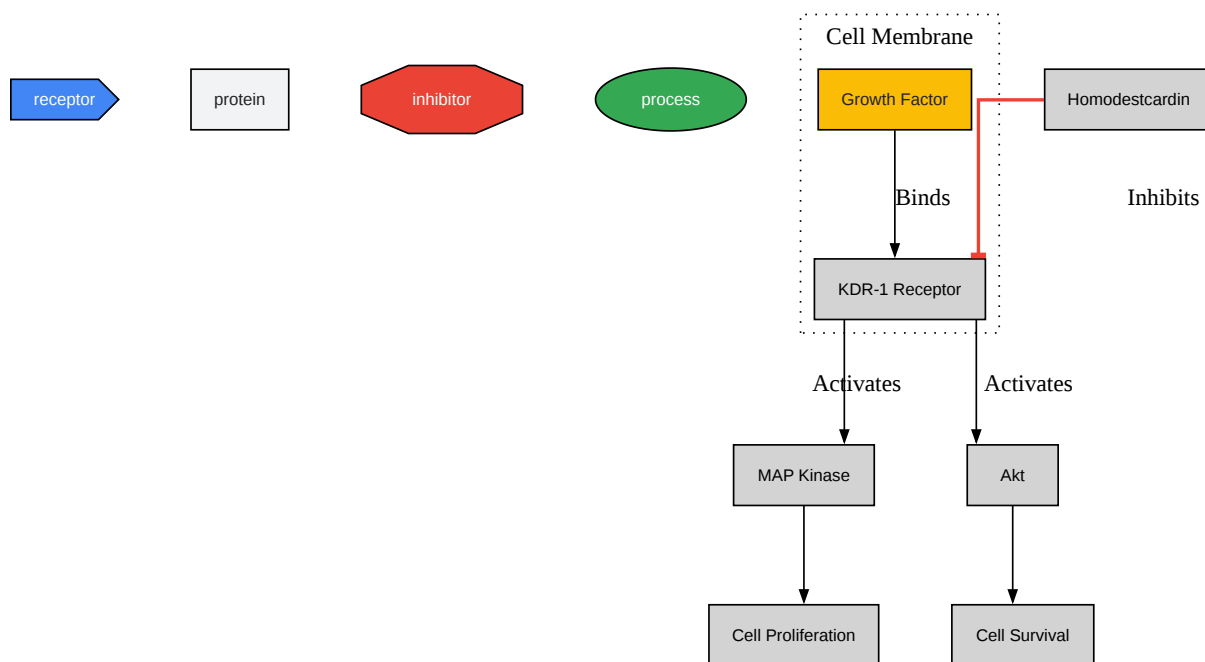 Cell Membrane
receptor
protein
inhibitor
process
Growth Factor
Homodestcardin
Binds
Inhibits
KDR-1 Receptor
Activates
Activates
MAP Kinase
Akt
Cell Proliferation
Cell Survival